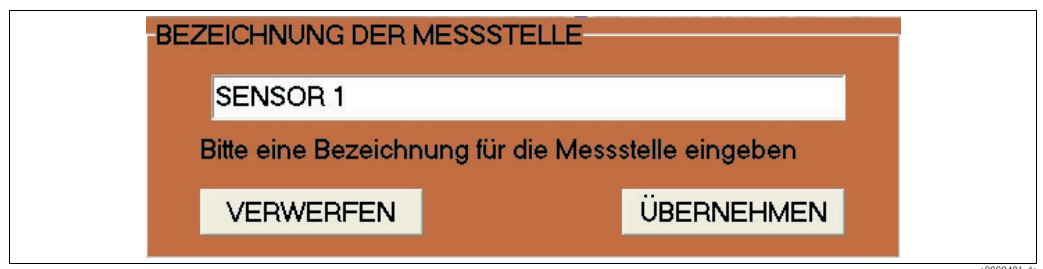 BEZEICHNUNG DER MESSSTELLE
SENSOR 1
Bitte eine Bezeichnung für die Messstelle eingeben
VERWERFEN ÜBERNEHMEN